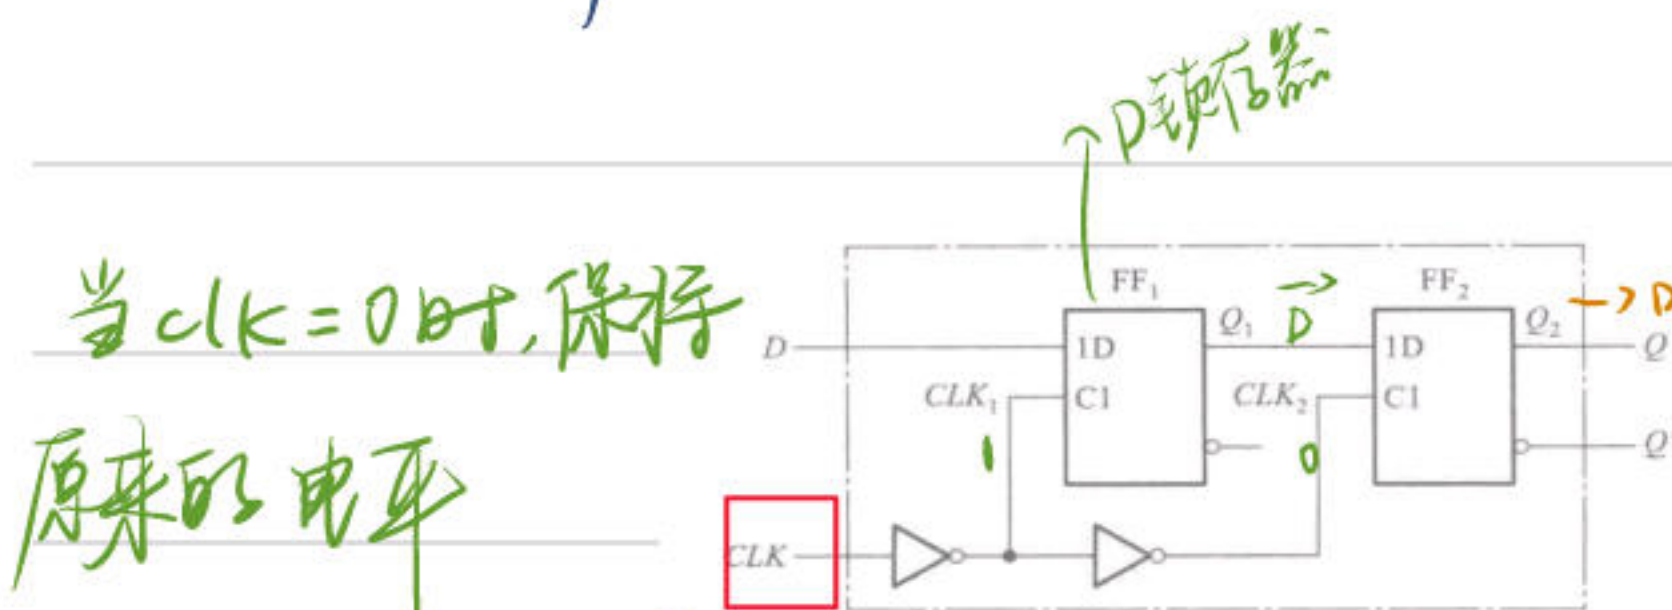 D锁存器
当clk=0时,保持
原来的电平
FF₁
FF₂
D
1D
C1
CLK₁
1
Q₁
→
D
1D
C1
CLK₂
0
Q₂
→D
Q
Q
CLK